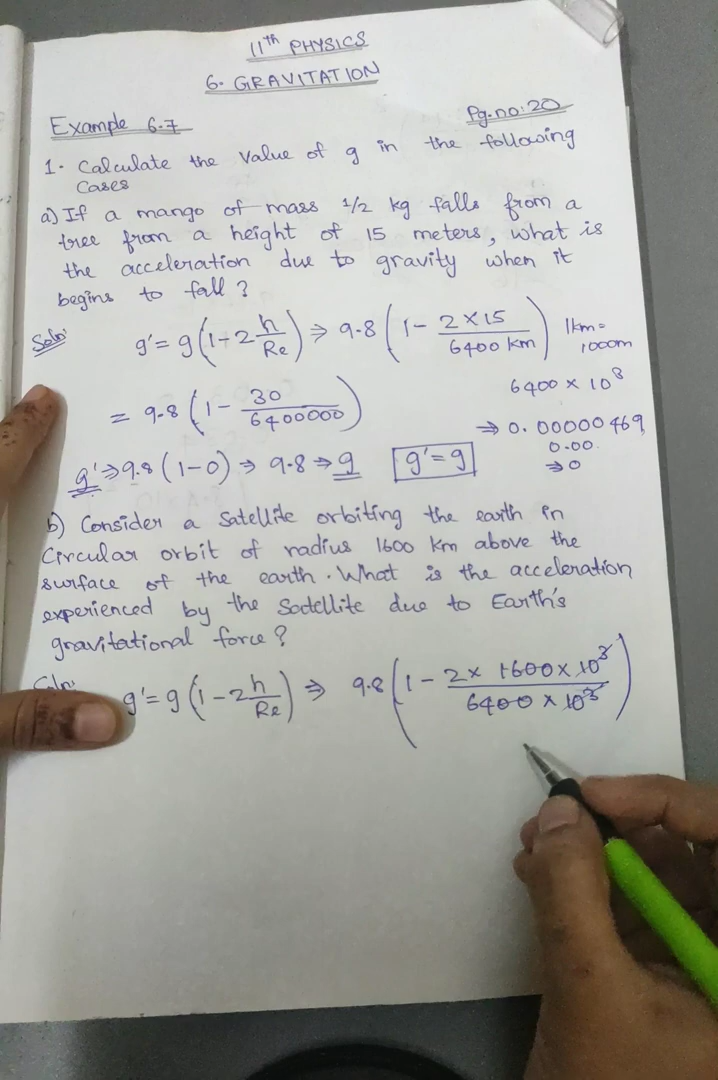 11th PHYSICS
6. GRAVITATION
Example 6.7
Pg.no:20
1. Calculate the Value of g in the following
Cases
a) If a mango of mass 1/2 kg falls from a
tree from a height of 15 meters, what is
the acceleration due to gravity when it
begins to fall?
Soln:
g' = g (1 - 2 h/Re) ⇒ 9.8 (1 - 2 × 15 / 6400 km)
1km =
1000m
6400 × 10³
= 9.8 (1 - 30 / 6400000)
⇒ 0.00000469
0.00
⇒ 0
g' ⇒ 9.8 (1-0) ⇒ 9.8 ⇒ g
g' = g
b) Consider a Satellite orbiting the earth in
Circular orbit of radius 1600 km above the
surface of the earth. What is the acceleration
experienced by the Satellite due to Earth's
gravitational force?
Soln:
g' = g (1 - 2 h/Re) ⇒ 9.8 (1 - 2 × 1600 × 10³ / 6400 × 10³)